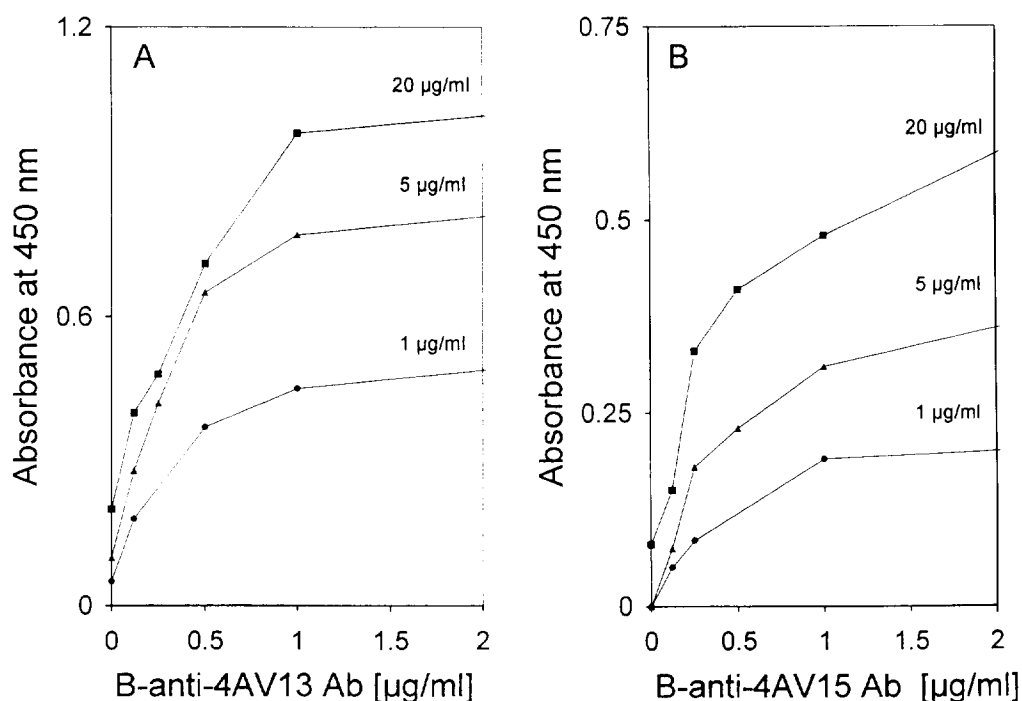 A
1.2
0.6
0
Absorbance at 450 nm
20 µg/ml
5 µg/ml
1 µg/ml
0 0.5 1 1.5 2
B-anti-4AV13 Ab [µg/ml]
B
0.75
0.5
0.25
0
Absorbance at 450 nm
20 µg/ml
5 µg/ml
1 µg/ml
0 0.5 1 1.5 2
B-anti-4AV15 Ab [µg/ml]